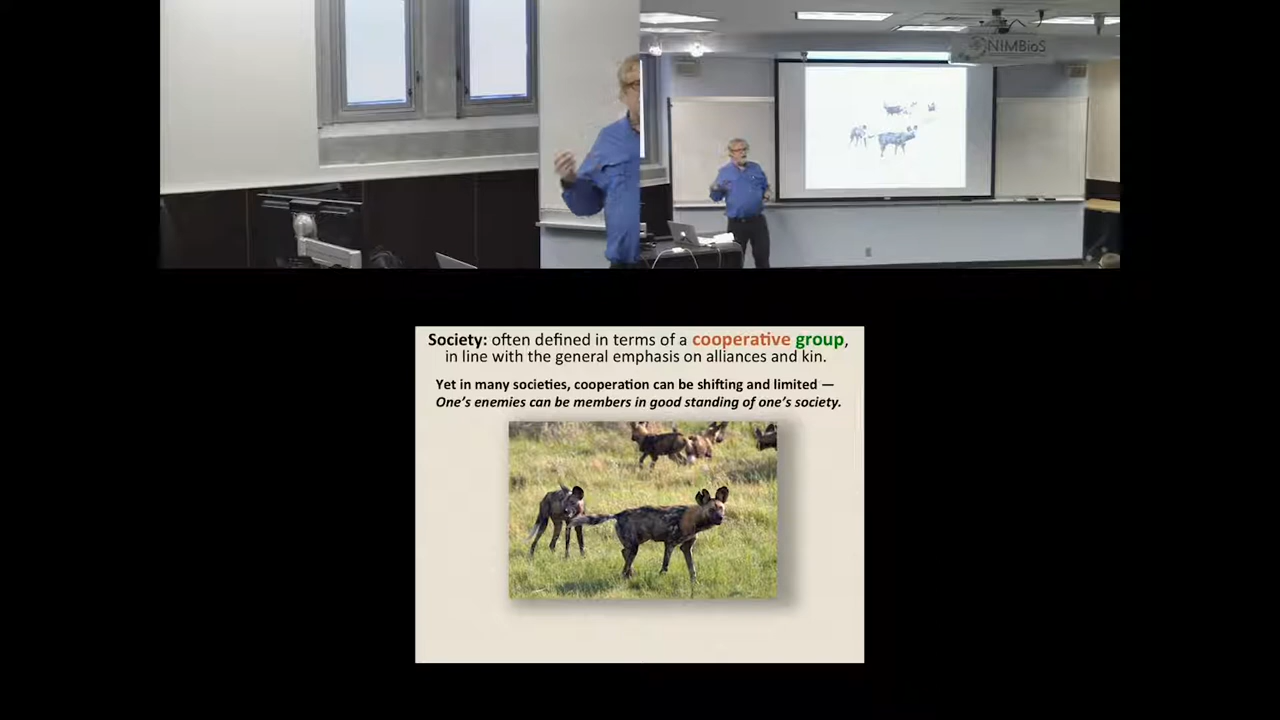 NIMBioS
Society: often defined in terms of a cooperative group,
in line with the general emphasis on alliances and kin.
Yet in many societies, cooperation can be shifting and limited —
One's enemies can be members in good standing of one's society.